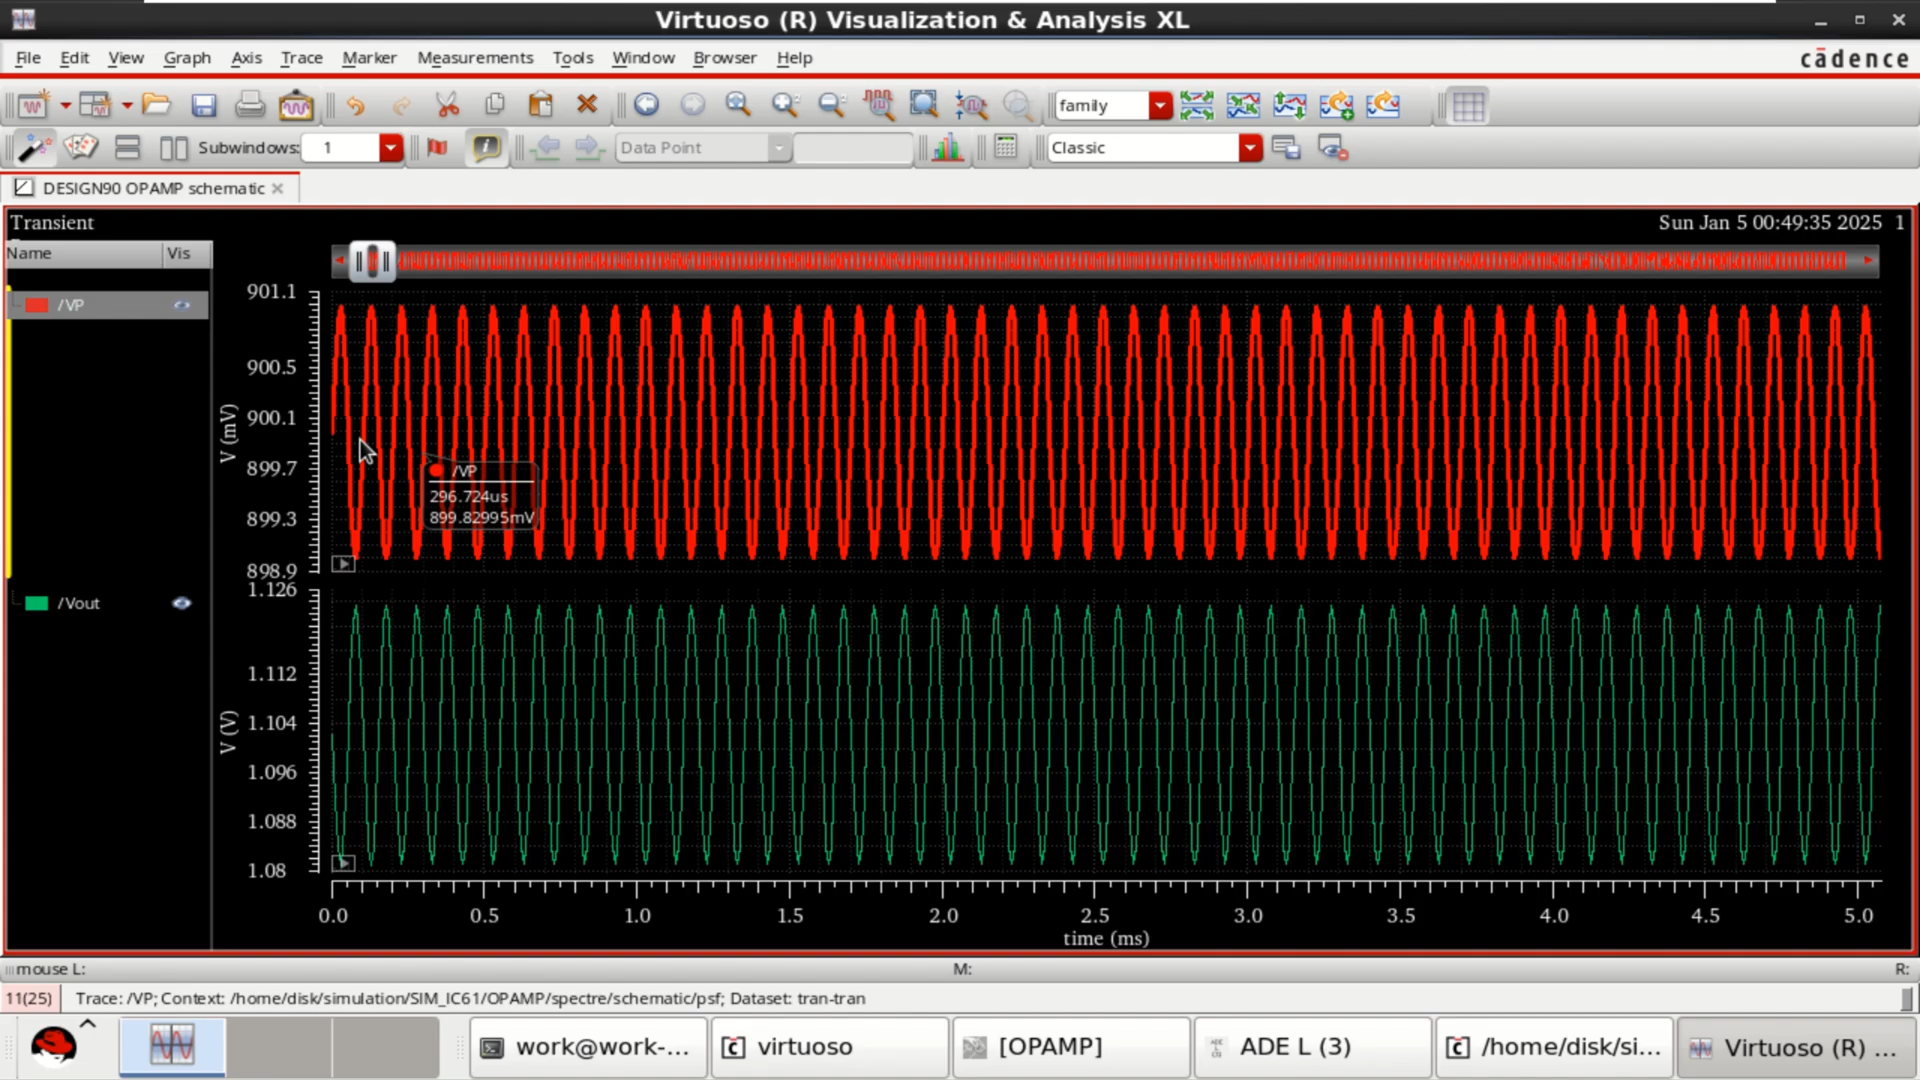 Virtuoso (R) Visualization & Analysis XL
File Edit View Graph Axis Trace Marker Measurements Tools Window Browser Help
cādence
family
Subwindows: 1
Data Point
Classic
DESIGN90 OPAMP schematic
Transient
Sun Jan 5 00:49:35 2025 1
Name Vis
/VP
901.1
900.5
900.1
899.7
899.3
898.9
V (mV)
/VP
296.724us
899.82995mV
/Vout
1.126
1.112
1.104
1.096
1.088
1.08
V (V)
0.0 0.5 1.0 1.5 2.0 2.5 3.0 3.5 4.0 4.5 5.0
time (ms)
mouse L: M: R:
11(25) Trace: /VP; Context: /home/disk/simulation/SIM_IC61/OPAMP/spectre/schematic/psf; Dataset: tran-tran
work@work-... virtuoso [OPAMP] ADE L (3) /home/disk/si... Virtuoso (R) ...